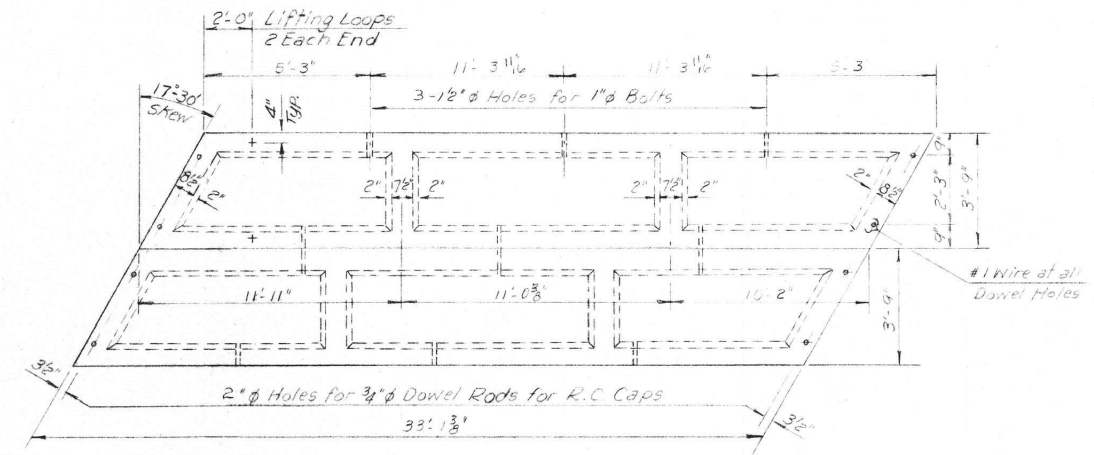 2'-0" Lifting Loops
2 Each End
5'-3" 11'-3 11/16 11'-3 11/16 5-3
3-1/2" ø Holes for 1" ø Bolts
17°-30'
Skew
4"
Typ.
9"
2'-3"
9"
3'-9"
8½"
2"
2" 7½" 2"
2" 7½" 2"
2"
8½"
#1 Wire at all
Dowel Holes
11'-11" 11'-0⅜" 10'-2"
3'-9"
3½"
2" ø Holes for ¾" ø Dowel Rods for R.C. Caps
33'-1⅜"
3½"